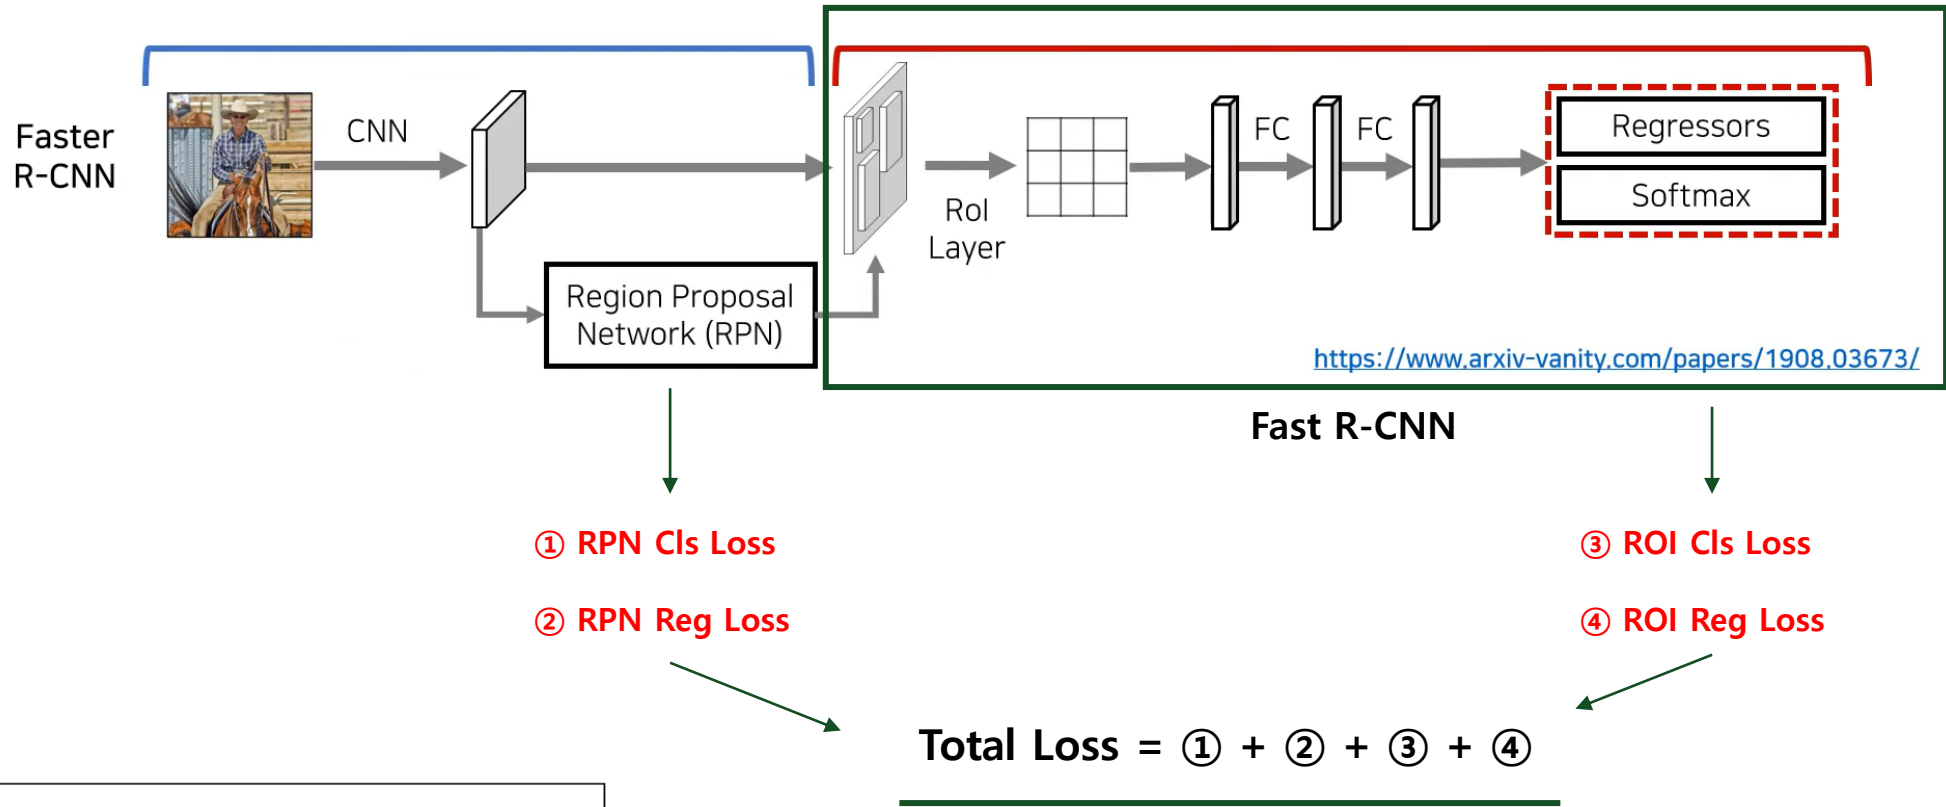 Faster
R-CNN
CNN
Region Proposal
Network (RPN)
RoI
Layer
FC
FC
Regressors
Softmax
https://www.arxiv-vanity.com/papers/1908.03673/
Fast R-CNN
① RPN Cls Loss
② RPN Reg Loss
③ ROI Cls Loss
④ ROI Reg Loss
Total Loss = ① + ② + ③ + ④